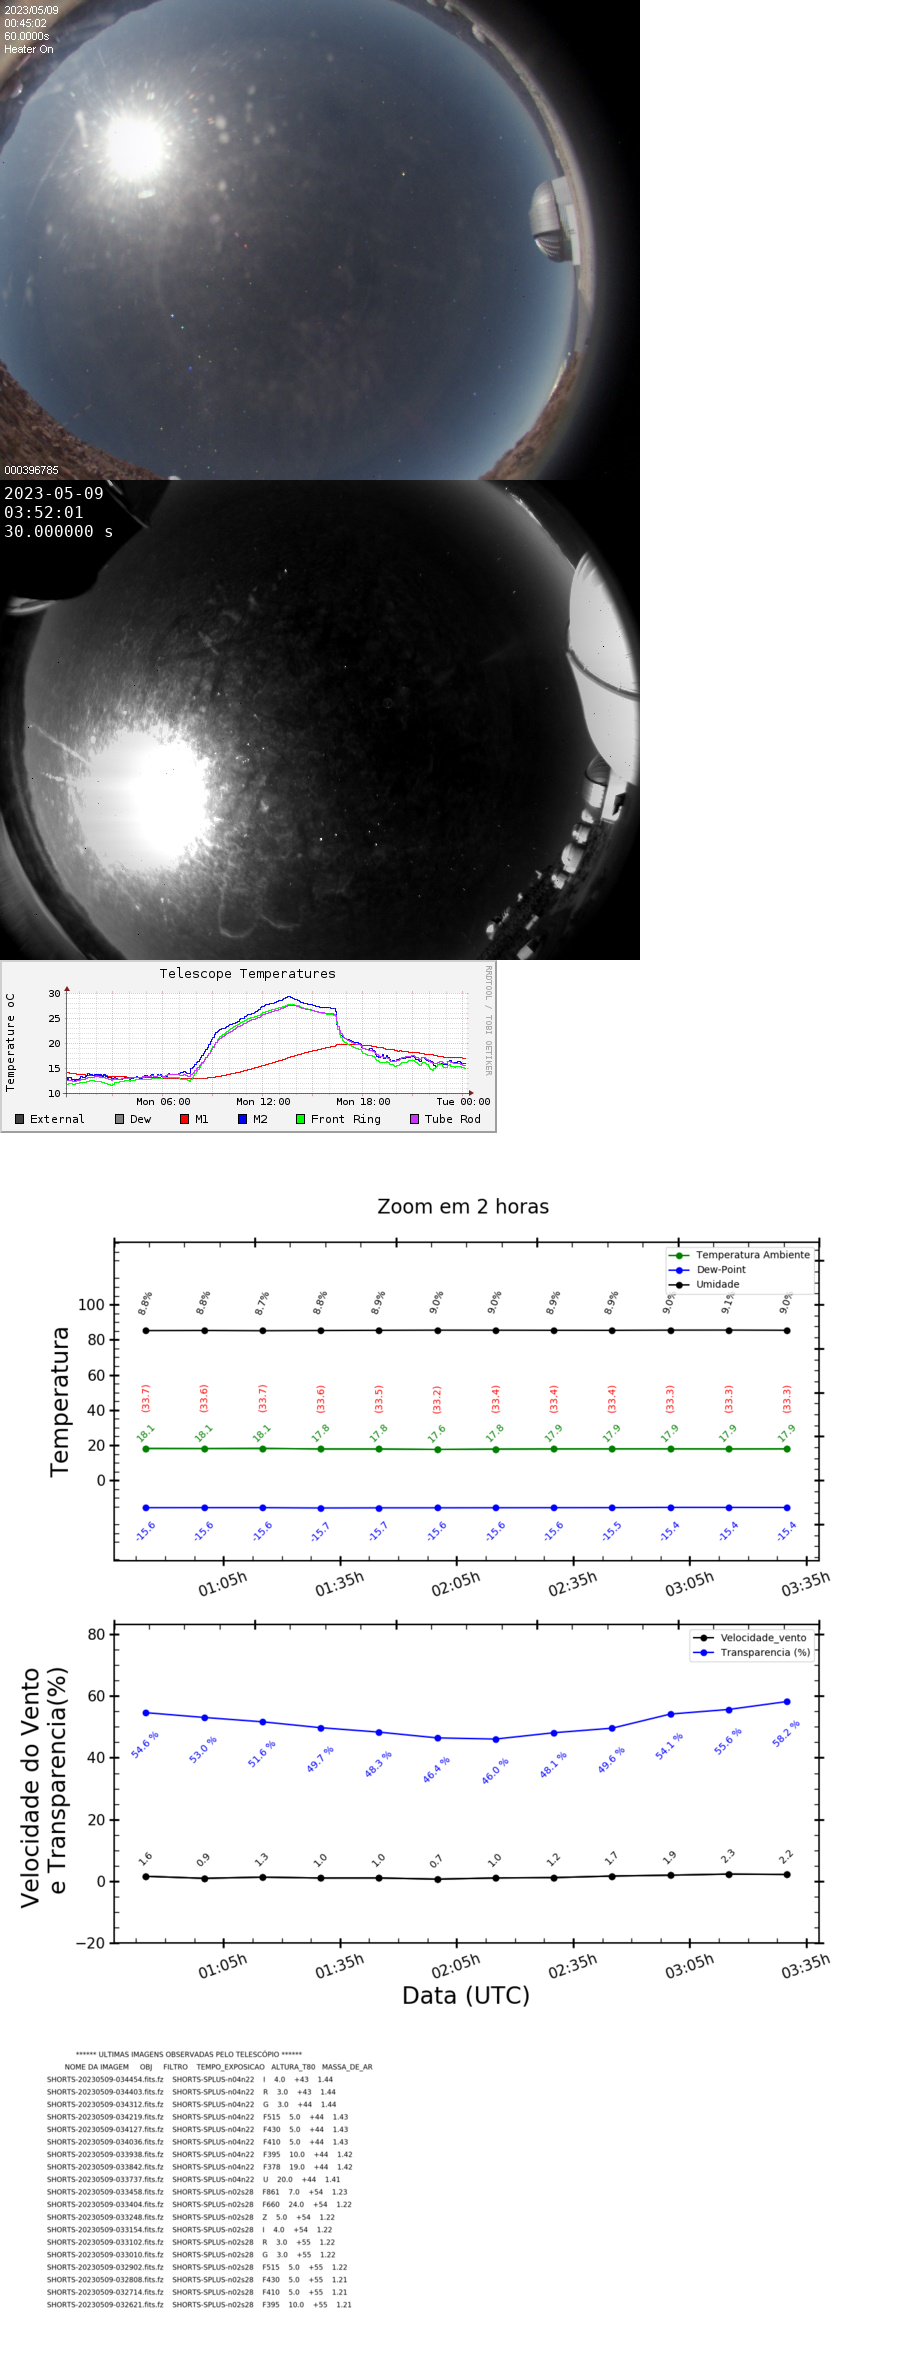 2023/05/09
00:45:02
60.0000s
Heater On
000396785
2023-05-09
03:52:01
30.000000 s
Telescope Temperatures
RRDTOOL / TOBI OETIKER
Temperature oC
30
25
20
15
10
Mon 06:00 Mon 12:00 Mon 18:00 Tue 00:00
External Dew M1 M2 Front Ring Tube Rod
Zoom em 2 horas
Temperatura Ambiente
Dew-Point
Umidade
Temperatura
100
80
60
40
20
0
8.8% 8.8% 8.7% 8.8% 8.9% 9.0% 9.0% 8.9% 8.9% 9.0% 9.1% 9.0%
(33.7) (33.6) (33.7) (33.6) (33.5) (33.2) (33.4) (33.4) (33.4) (33.3) (33.3) (33.3)
18.1 18.1 18.1 17.8 17.8 17.6 17.8 17.9 17.9 17.9 17.9 17.9
-15.6 -15.6 -15.6 -15.7 -15.7 -15.6 -15.6 -15.6 -15.5 -15.4 -15.4 -15.4
01:05h 01:35h 02:05h 02:35h 03:05h 03:35h
Velocidade_vento
Transparencia (%)
Velocidade do Vento
e Transparencia(%)
80
60
40
20
0
−20
54.6 % 53.0 % 51.6 % 49.7 % 48.3 % 46.4 % 46.0 % 48.1 % 49.6 % 54.1 % 55.6 % 58.2 %
1.6 0.9 1.3 1.0 1.0 0.7 1.0 1.2 1.7 1.9 2.3 2.2
01:05h 01:35h 02:05h 02:35h 03:05h 03:35h
Data (UTC)
****** ULTIMAS IMAGENS OBSERVADAS PELO TELESCÓPIO ******
NOME DA IMAGEM OBJ FILTRO TEMPO_EXPOSICAO ALTURA_T80 MASSA_DE_AR
SHORTS-20230509-034454.fits.fz SHORTS-SPLUS-n04n22 I 4.0 +43 1.44
SHORTS-20230509-034403.fits.fz SHORTS-SPLUS-n04n22 R 3.0 +43 1.44
SHORTS-20230509-034312.fits.fz SHORTS-SPLUS-n04n22 G 3.0 +44 1.44
SHORTS-20230509-034219.fits.fz SHORTS-SPLUS-n04n22 F515 5.0 +44 1.43
SHORTS-20230509-034127.fits.fz SHORTS-SPLUS-n04n22 F430 5.0 +44 1.43
SHORTS-20230509-034036.fits.fz SHORTS-SPLUS-n04n22 F410 5.0 +44 1.43
SHORTS-20230509-033938.fits.fz SHORTS-SPLUS-n04n22 F395 10.0 +44 1.42
SHORTS-20230509-033842.fits.fz SHORTS-SPLUS-n04n22 F378 19.0 +44 1.42
SHORTS-20230509-033737.fits.fz SHORTS-SPLUS-n04n22 U 20.0 +44 1.41
SHORTS-20230509-033458.fits.fz SHORTS-SPLUS-n02s28 F861 7.0 +54 1.23
SHORTS-20230509-033404.fits.fz SHORTS-SPLUS-n02s28 F660 24.0 +54 1.22
SHORTS-20230509-033248.fits.fz SHORTS-SPLUS-n02s28 Z 5.0 +54 1.22
SHORTS-20230509-033154.fits.fz SHORTS-SPLUS-n02s28 I 4.0 +54 1.22
SHORTS-20230509-033102.fits.fz SHORTS-SPLUS-n02s28 R 3.0 +55 1.22
SHORTS-20230509-033010.fits.fz SHORTS-SPLUS-n02s28 G 3.0 +55 1.22
SHORTS-20230509-032902.fits.fz SHORTS-SPLUS-n02s28 F515 5.0 +55 1.22
SHORTS-20230509-032808.fits.fz SHORTS-SPLUS-n02s28 F430 5.0 +55 1.21
SHORTS-20230509-032714.fits.fz SHORTS-SPLUS-n02s28 F410 5.0 +55 1.21
SHORTS-20230509-032621.fits.fz SHORTS-SPLUS-n02s28 F395 10.0 +55 1.21